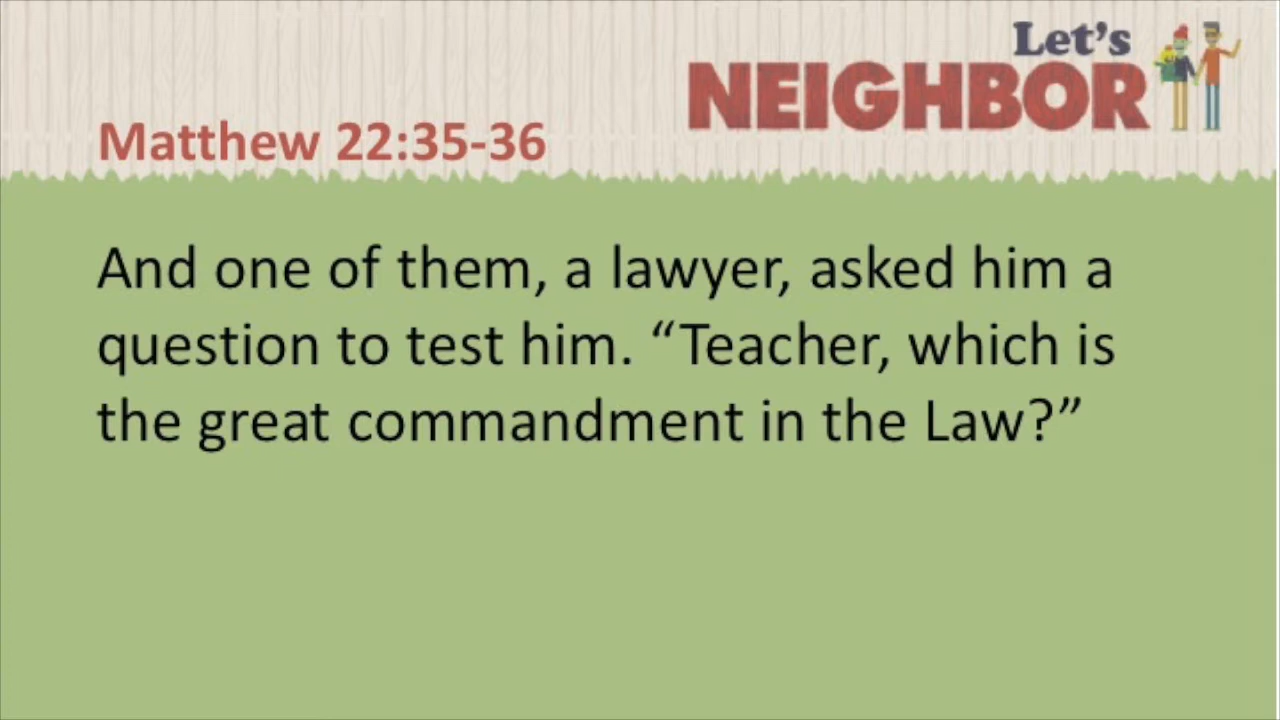 Let's
NEIGHBOR
Matthew 22:35-36
And one of them, a lawyer, asked him a
question to test him. “Teacher, which is
the great commandment in the Law?”